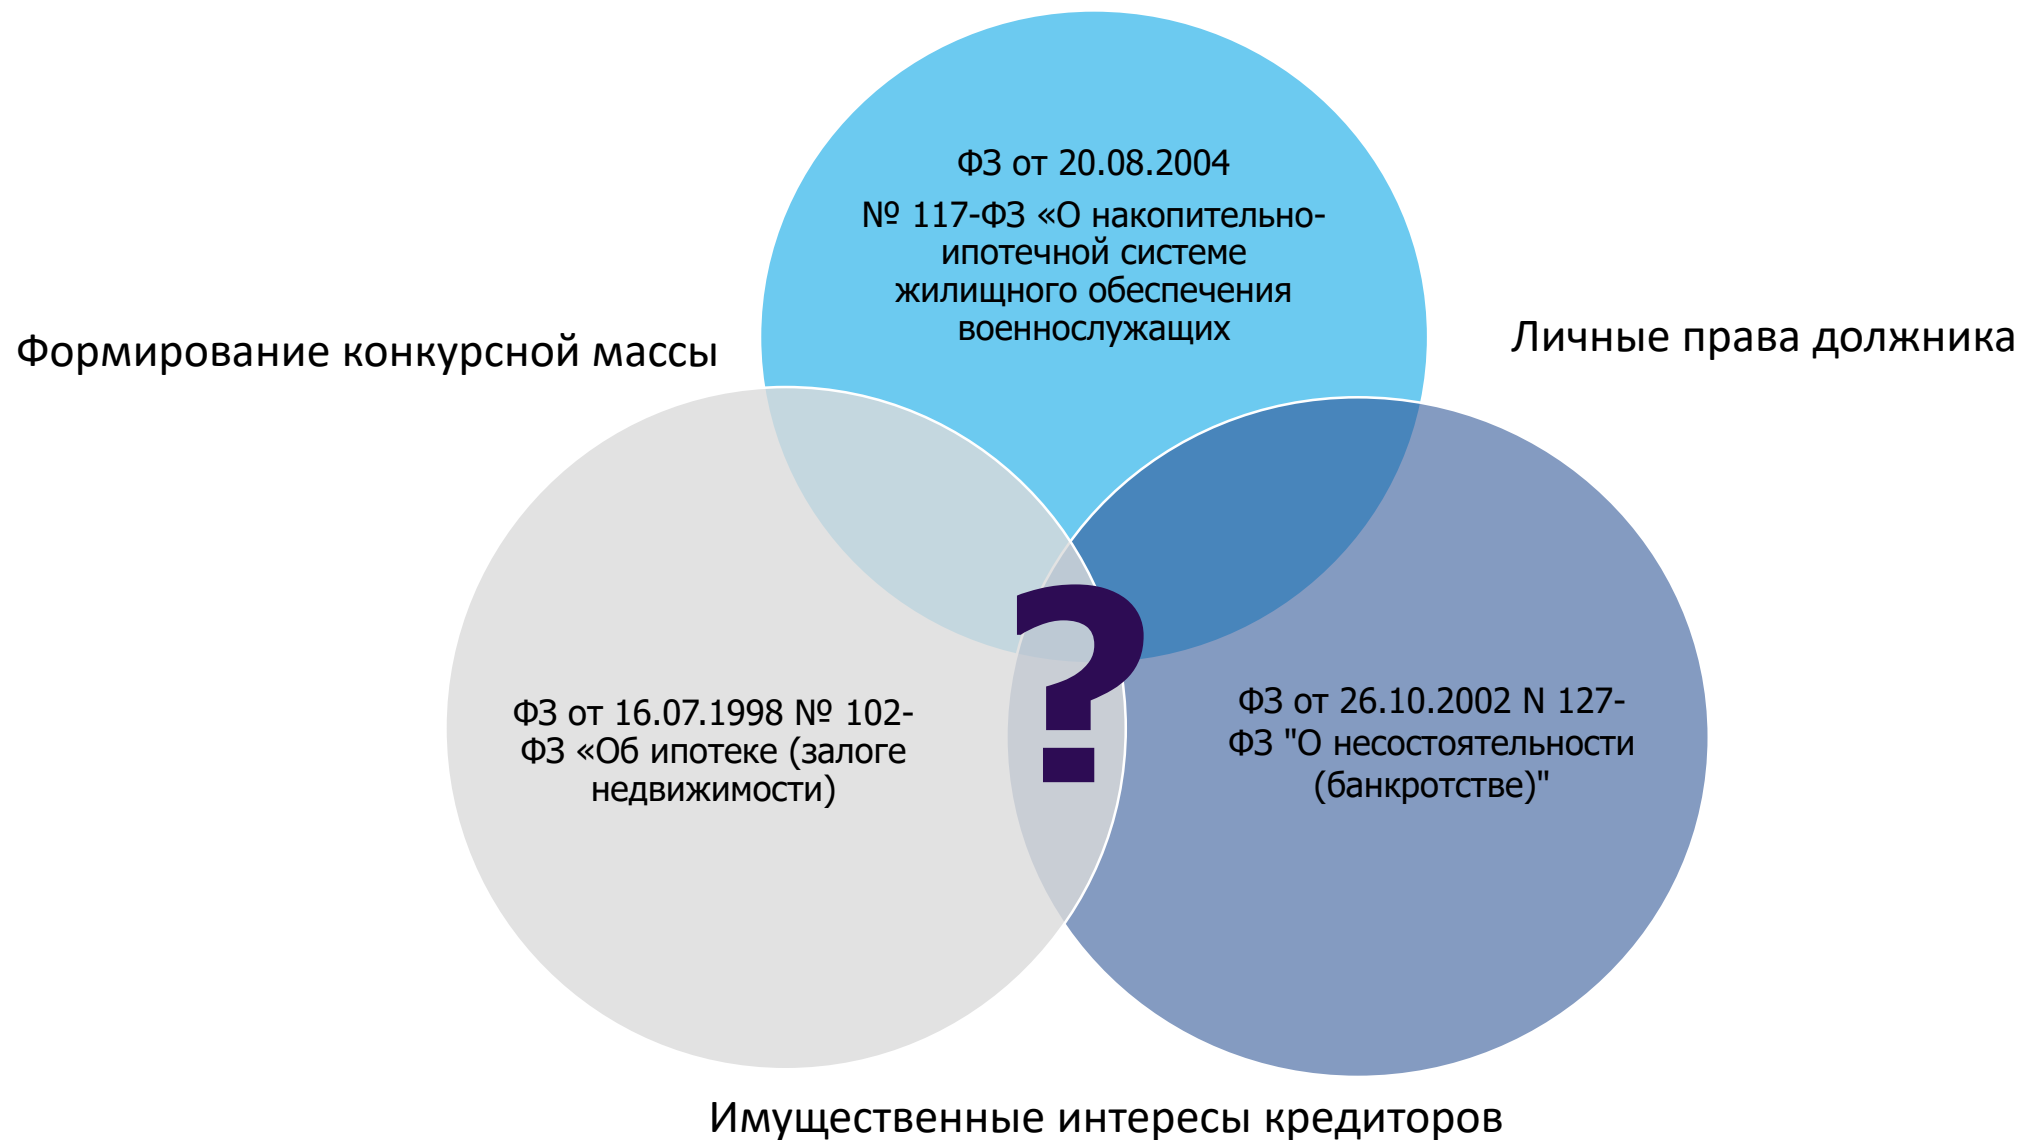 ФЗ от 20.08.2004
№ 117-ФЗ «О накопительно-
ипотечной системе
жилищного обеспечения
военнослужащих
Формирование конкурсной массы
Личные права должника
ФЗ от 16.07.1998 № 102-
ФЗ «Об ипотеке (залоге
недвижимости)
?
ФЗ от 26.10.2002 N 127-
ФЗ "О несостоятельности
(банкротстве)"
Имущественные интересы кредиторов